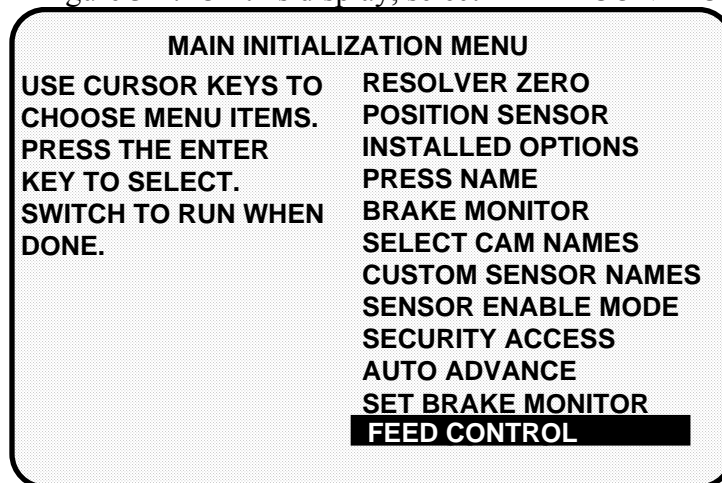 MAIN INITIALIZATION MENU
USE CURSOR KEYS TO
CHOOSE MENU ITEMS.
PRESS THE ENTER
KEY TO SELECT.
SWITCH TO RUN WHEN
DONE.
RESOLVER ZERO
POSITION SENSOR
INSTALLED OPTIONS
PRESS NAME
BRAKE MONITOR
SELECT CAM NAMES
CUSTOM SENSOR NAMES
SENSOR ENABLE MODE
SECURITY ACCESS
AUTO ADVANCE
SET BRAKE MONITOR
FEED CONTROL